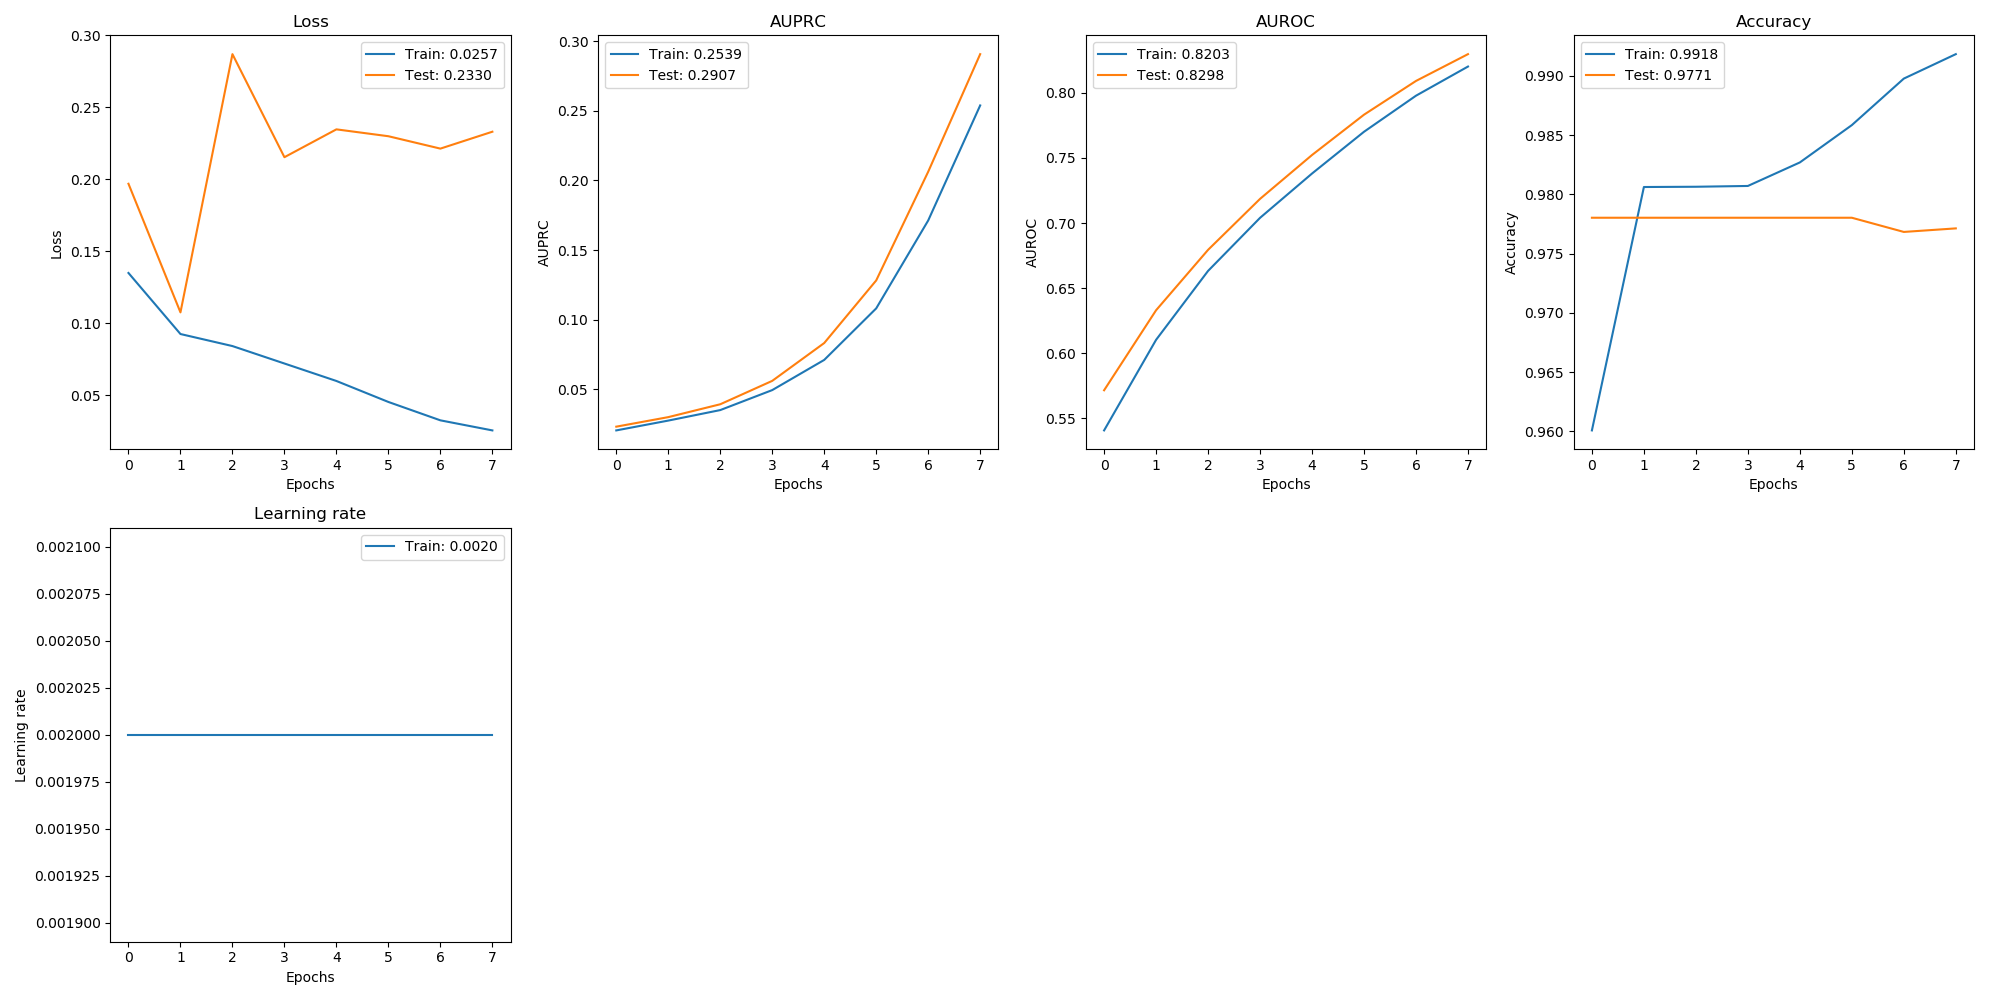 Loss
0.30
0.25
0.20
0.15
0.10
0.05
Loss
Train: 0.0257
Test: 0.2330
0 1 2 3 4 5 6 7
Epochs
AUPRC
0.30
0.25
0.20
0.15
0.10
0.05
AUPRC
Train: 0.2539
Test: 0.2907
0 1 2 3 4 5 6 7
Epochs
AUROC
0.80
0.75
0.70
0.65
0.60
0.55
AUROC
Train: 0.8203
Test: 0.8298
0 1 2 3 4 5 6 7
Epochs
Accuracy
0.990
0.985
0.980
0.975
0.970
0.965
0.960
Accuracy
Train: 0.9918
Test: 0.9771
0 1 2 3 4 5 6 7
Epochs
Learning rate
0.002100
0.002075
0.002050
0.002025
0.002000
0.001975
0.001950
0.001925
0.001900
Learning rate
Train: 0.0020
0 1 2 3 4 5 6 7
Epochs